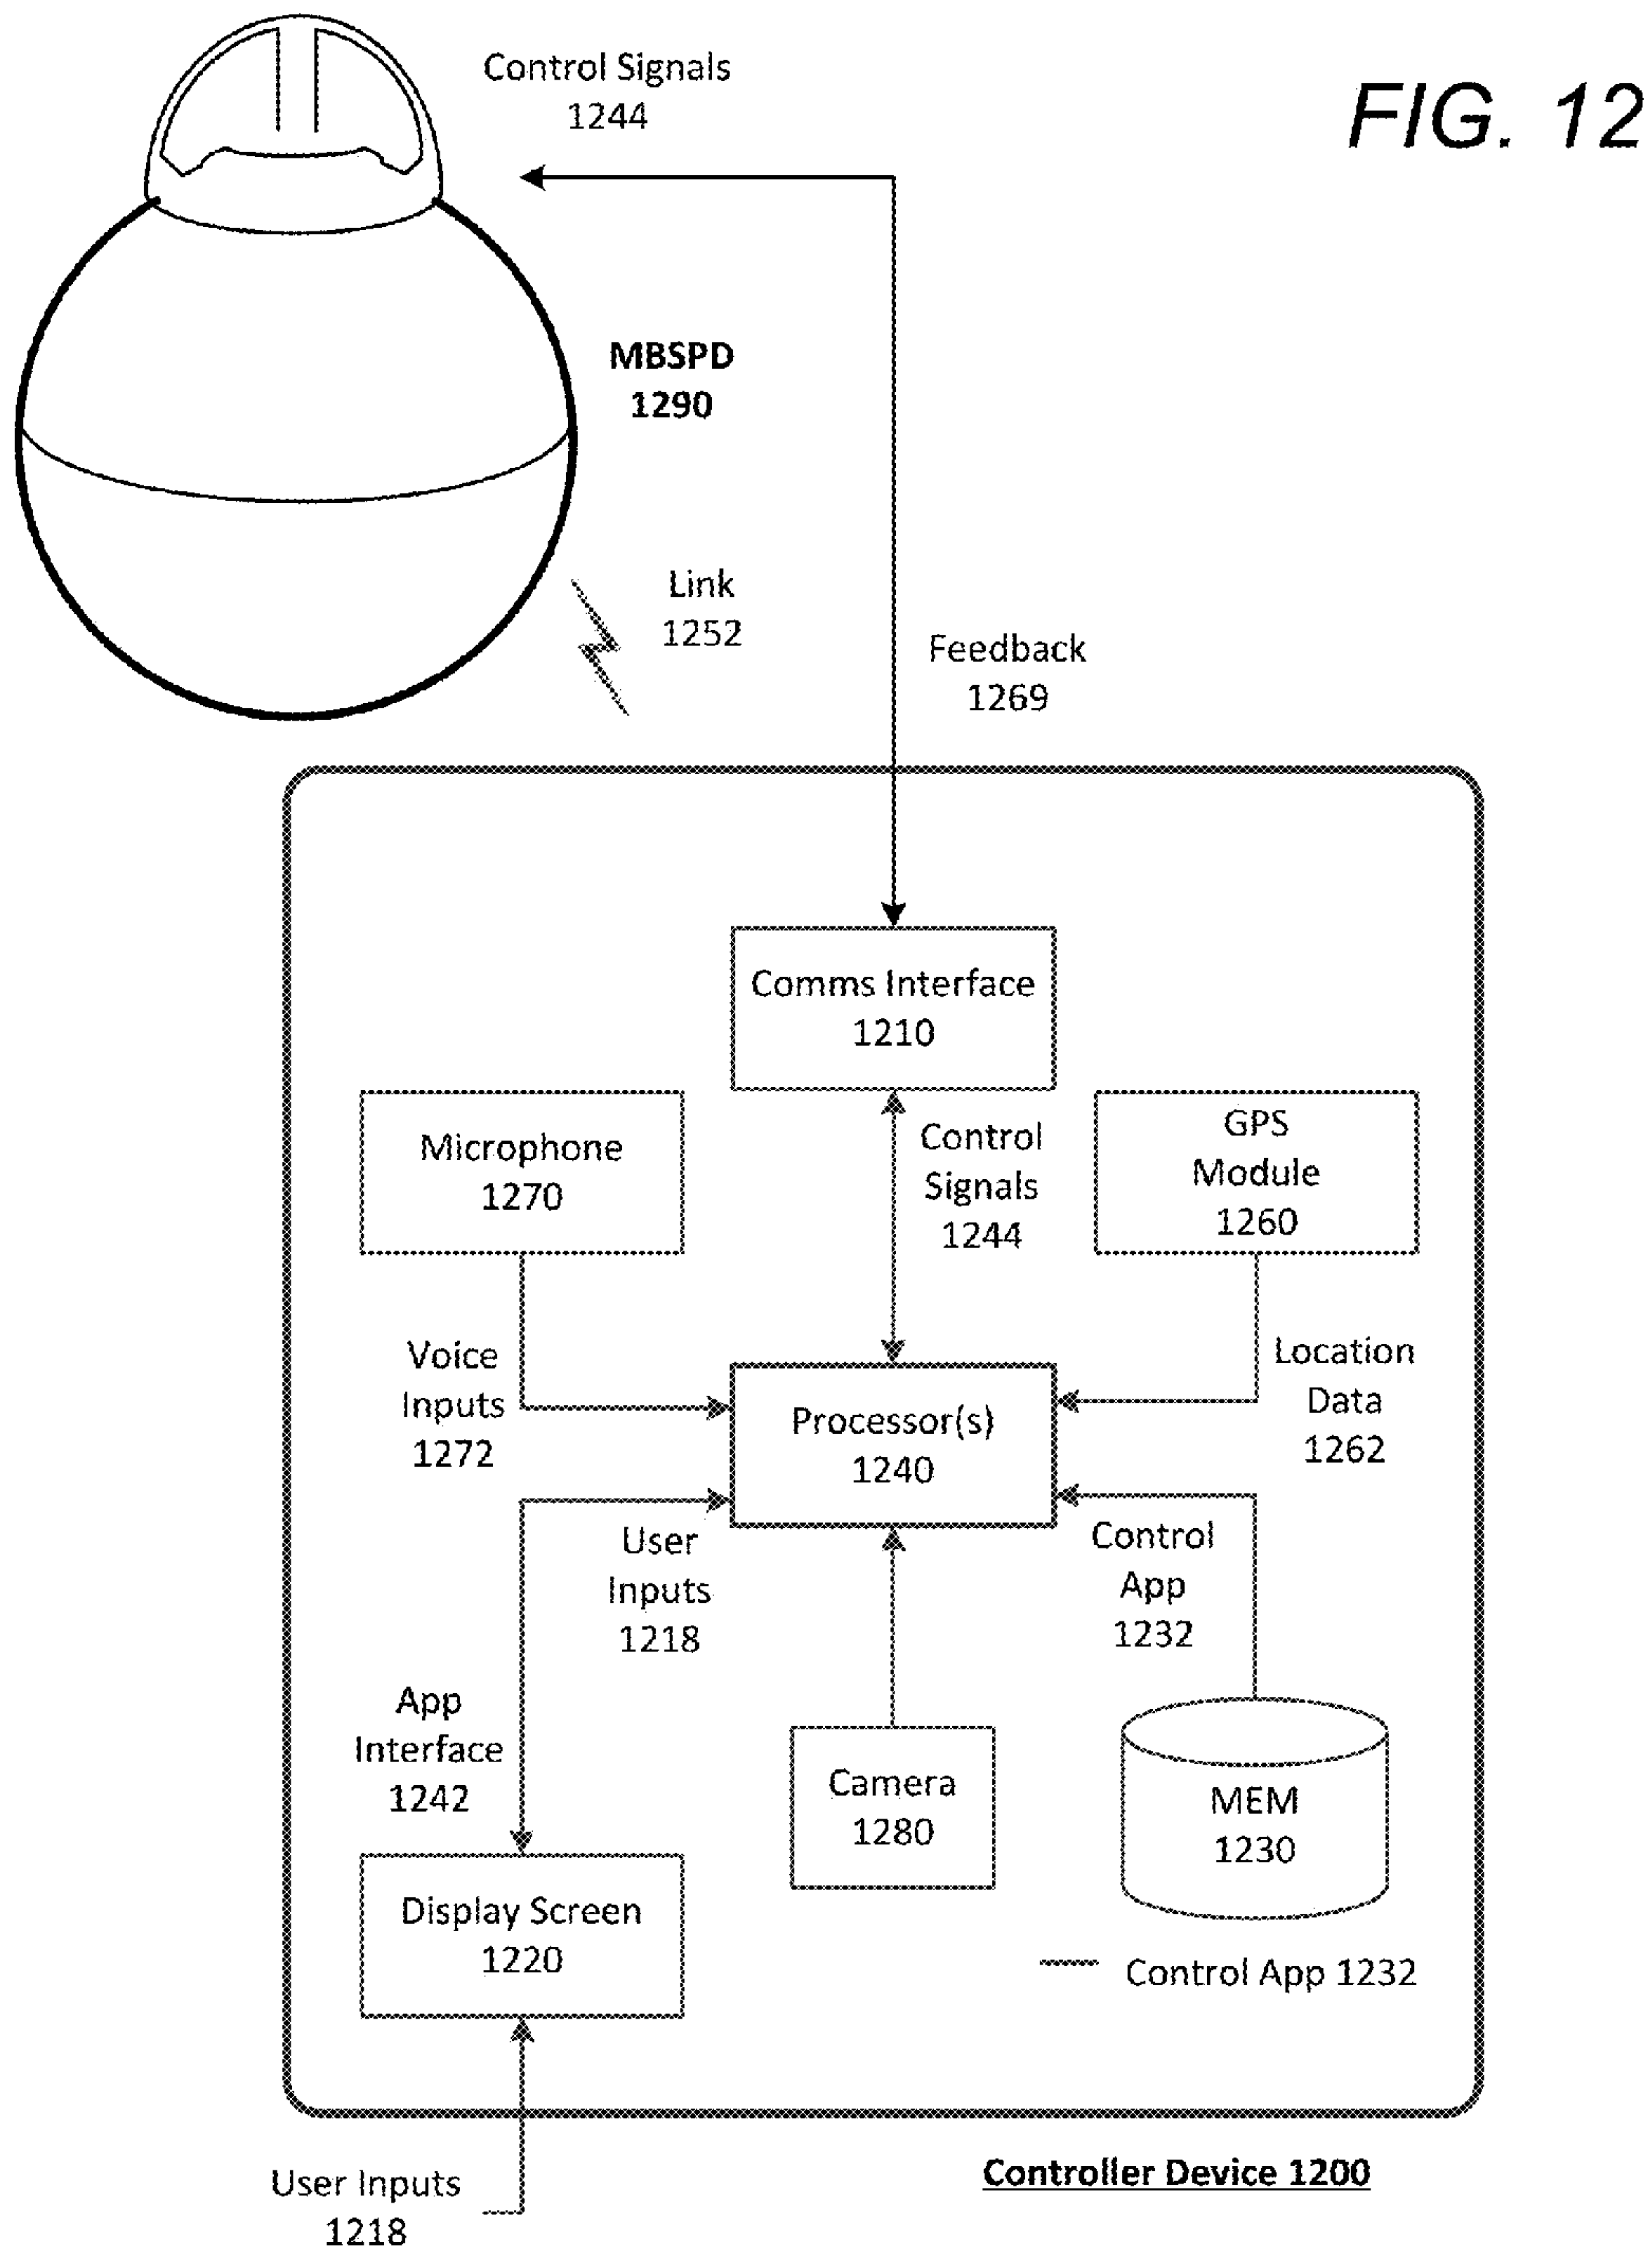 Control Signals
1244
FIG. 12
MBSPD
1290
Link
1252
Feedback
1269
Comms Interface
1210
Microphone
1270
Control
Signals
1244
GPS
Module
1260
Voice
Inputs
1272
Processor(s)
1240
Location
Data
1262
User
Inputs
1218
Control
App
1232
App
Interface
1242
Camera
1280
MEM
1230
Display Screen
1220
Control App 1232
Controller Device 1200
User Inputs
1218